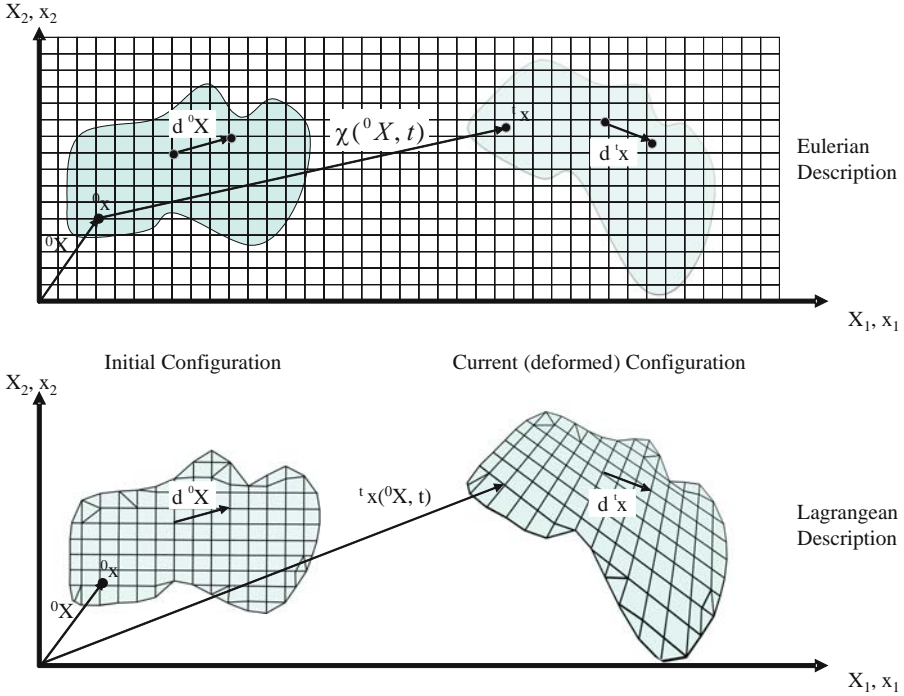 X₂, x₂
d ⁰X
χ(⁰X, t)
ᵗx
d ᵗx
⁰x
⁰X
Eulerian
Description
X₁, x₁
Initial Configuration
Current (deformed) Configuration
X₂, x₂
d ⁰X
ᵗx(⁰X, t)
d ᵗx
⁰x
⁰X
Lagrangean
Description
X₁, x₁